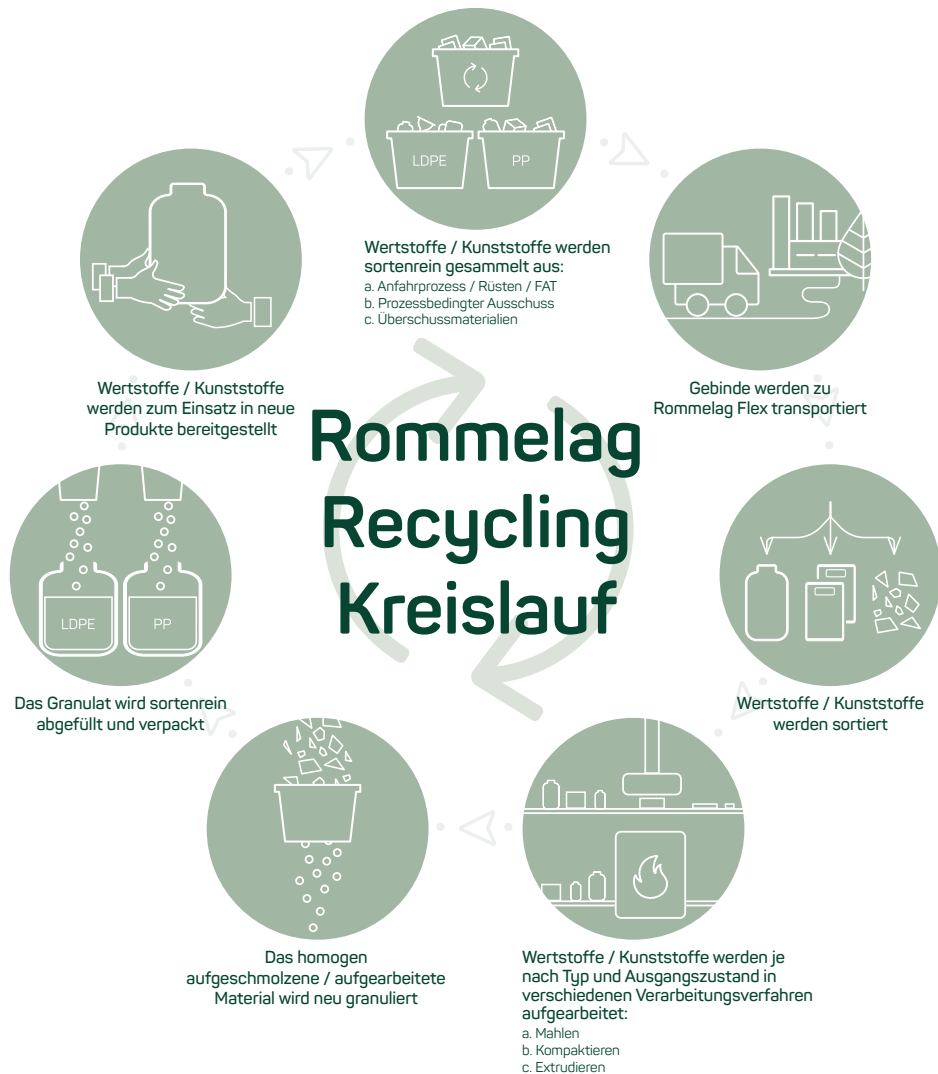 LDPE
PP
Wertstoffe / Kunststoffe werden
sortenrein gesammelt aus:
a. Anfahrprozess / Rüsten / FAT
b. Prozessbedingter Ausschuss
c. Überschussmaterialien
Gebinde werden zu
Rommelag Flex transportiert
Wertstoffe / Kunststoffe
werden sortiert
Wertstoffe / Kunststoffe werden je
nach Typ und Ausgangszustand in
verschiedenen Verarbeitungsverfahren
aufgearbeitet:
a. Mahlen
b. Kompaktieren
c. Extrudieren
Das homogen
aufgeschmolzene / aufgearbeitete
Material wird neu granuliert
LDPE
PP
Das Granulat wird sortenrein
abgefüllt und verpackt
Wertstoffe / Kunststoffe
werden zum Einsatz in neue
Produkte bereitgestellt
Rommelag
Recycling
Kreislauf